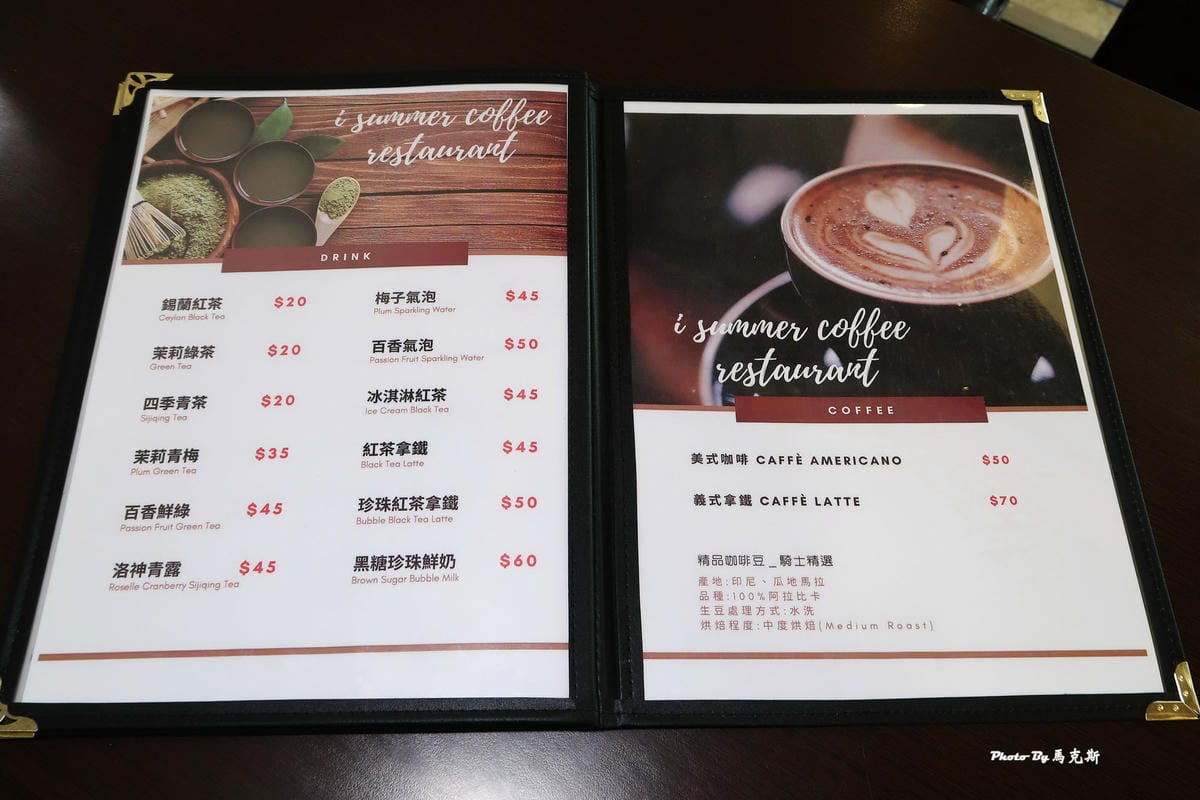 i summer coffee
restaurant
DRINK
錫蘭紅茶 $20
Ceylon Black Tea
茉莉綠茶 $20
Green Tea
四季青茶 $20
Sijiqing Tea
茉莉青梅 $35
Plum Green Tea
百香鮮綠 $45
Passion Fruit Green Tea
洛神青露 $45
Roselle Cranberry Sijiqing Tea
梅子氣泡 $45
Plum Sparkling Water
百香氣泡 $50
Passion Fruit Sparkling Water
冰淇淋紅茶 $45
Ice Cream Black Tea
紅茶拿鐵 $45
Black Tea Latte
珍珠紅茶拿鐵 $50
Bubble Black Tea Latte
黑糖珍珠鮮奶 $60
Brown Sugar Bubble Milk
i summer coffee
restaurant
COFFEE
美式咖啡 CAFFÈ AMERICANO $50
義式拿鐵 CAFFÈ LATTE $70
精品咖啡豆_騎士精選
產地:印尼、瓜地馬拉
品種:100%阿拉比卡
生豆處理方式:水洗
烘焙程度:中度烘焙(Medium Roast)
Photo By 馬克斯